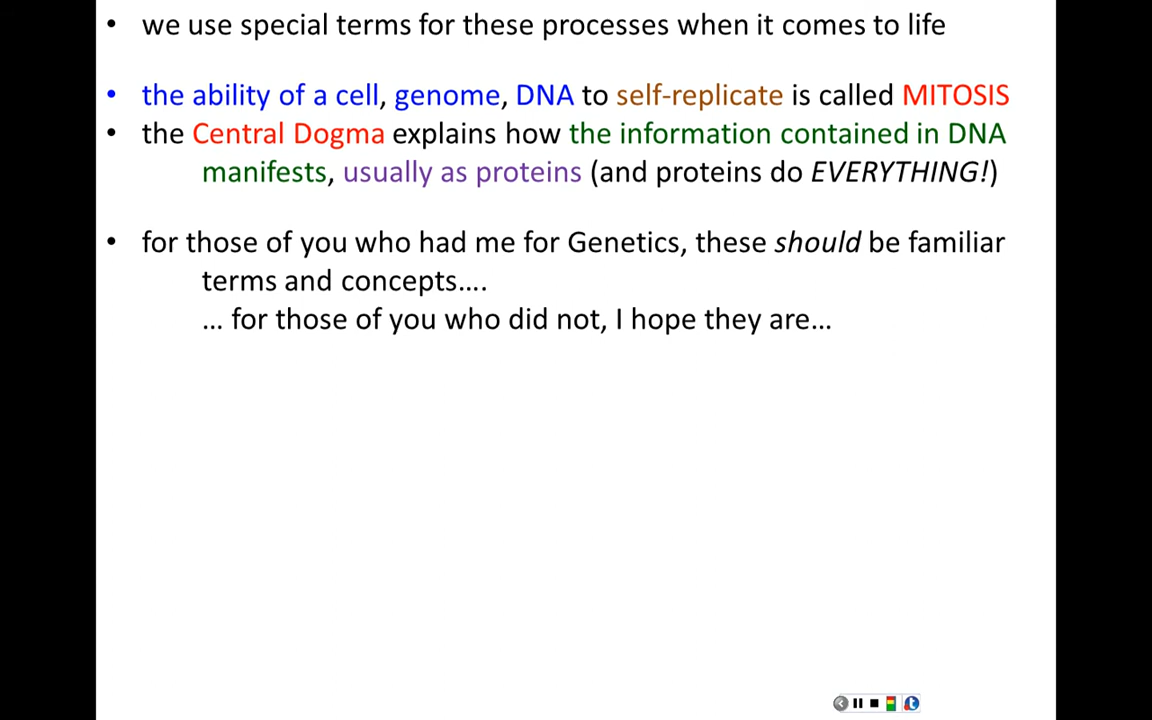 • we use special terms for these processes when it comes to life
• the ability of a cell, genome, DNA to self-replicate is called MITOSIS
• the Central Dogma explains how the information contained in DNA
manifests, usually as proteins (and proteins do EVERYTHING!)
• for those of you who had me for Genetics, these should be familiar
terms and concepts….
… for those of you who did not, I hope they are…